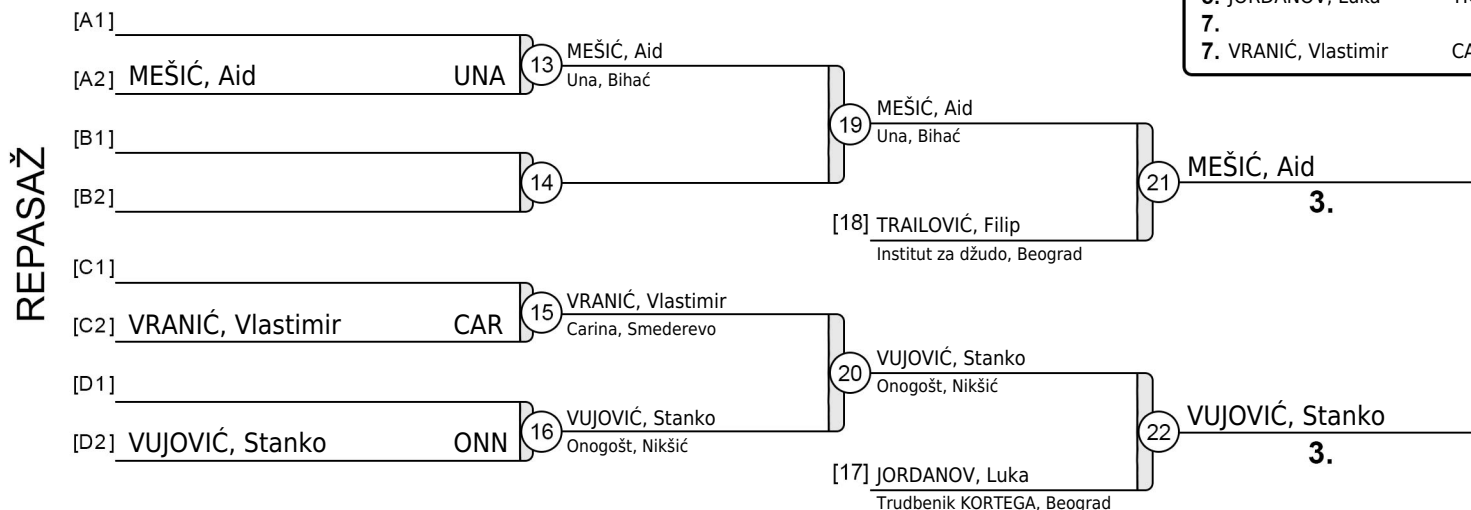 JORDANOV, Luka
7.
7. VRANIĆ, Vlastimir CA
REPASAŽ
[A1]
[A2] MEŠIĆ, Aid UNA
13
MEŠIĆ, Aid
Una, Bihać
[B1]
[B2]
14
19
MEŠIĆ, Aid
Una, Bihać
[18] TRAILOVIĆ, Filip
Institut za džudo, Beograd
21
MEŠIĆ, Aid
3.
[C1]
[C2] VRANIĆ, Vlastimir CAR
15
VRANIĆ, Vlastimir
Carina, Smederevo
[D1]
[D2] VUJOVIĆ, Stanko ONN
16
VUJOVIĆ, Stanko
Onogošt, Nikšić
20
VUJOVIĆ, Stanko
Onogošt, Nikšić
[17] JORDANOV, Luka
Trudbenik KORTEGA, Beograd
22
VUJOVIĆ, Stanko
3.